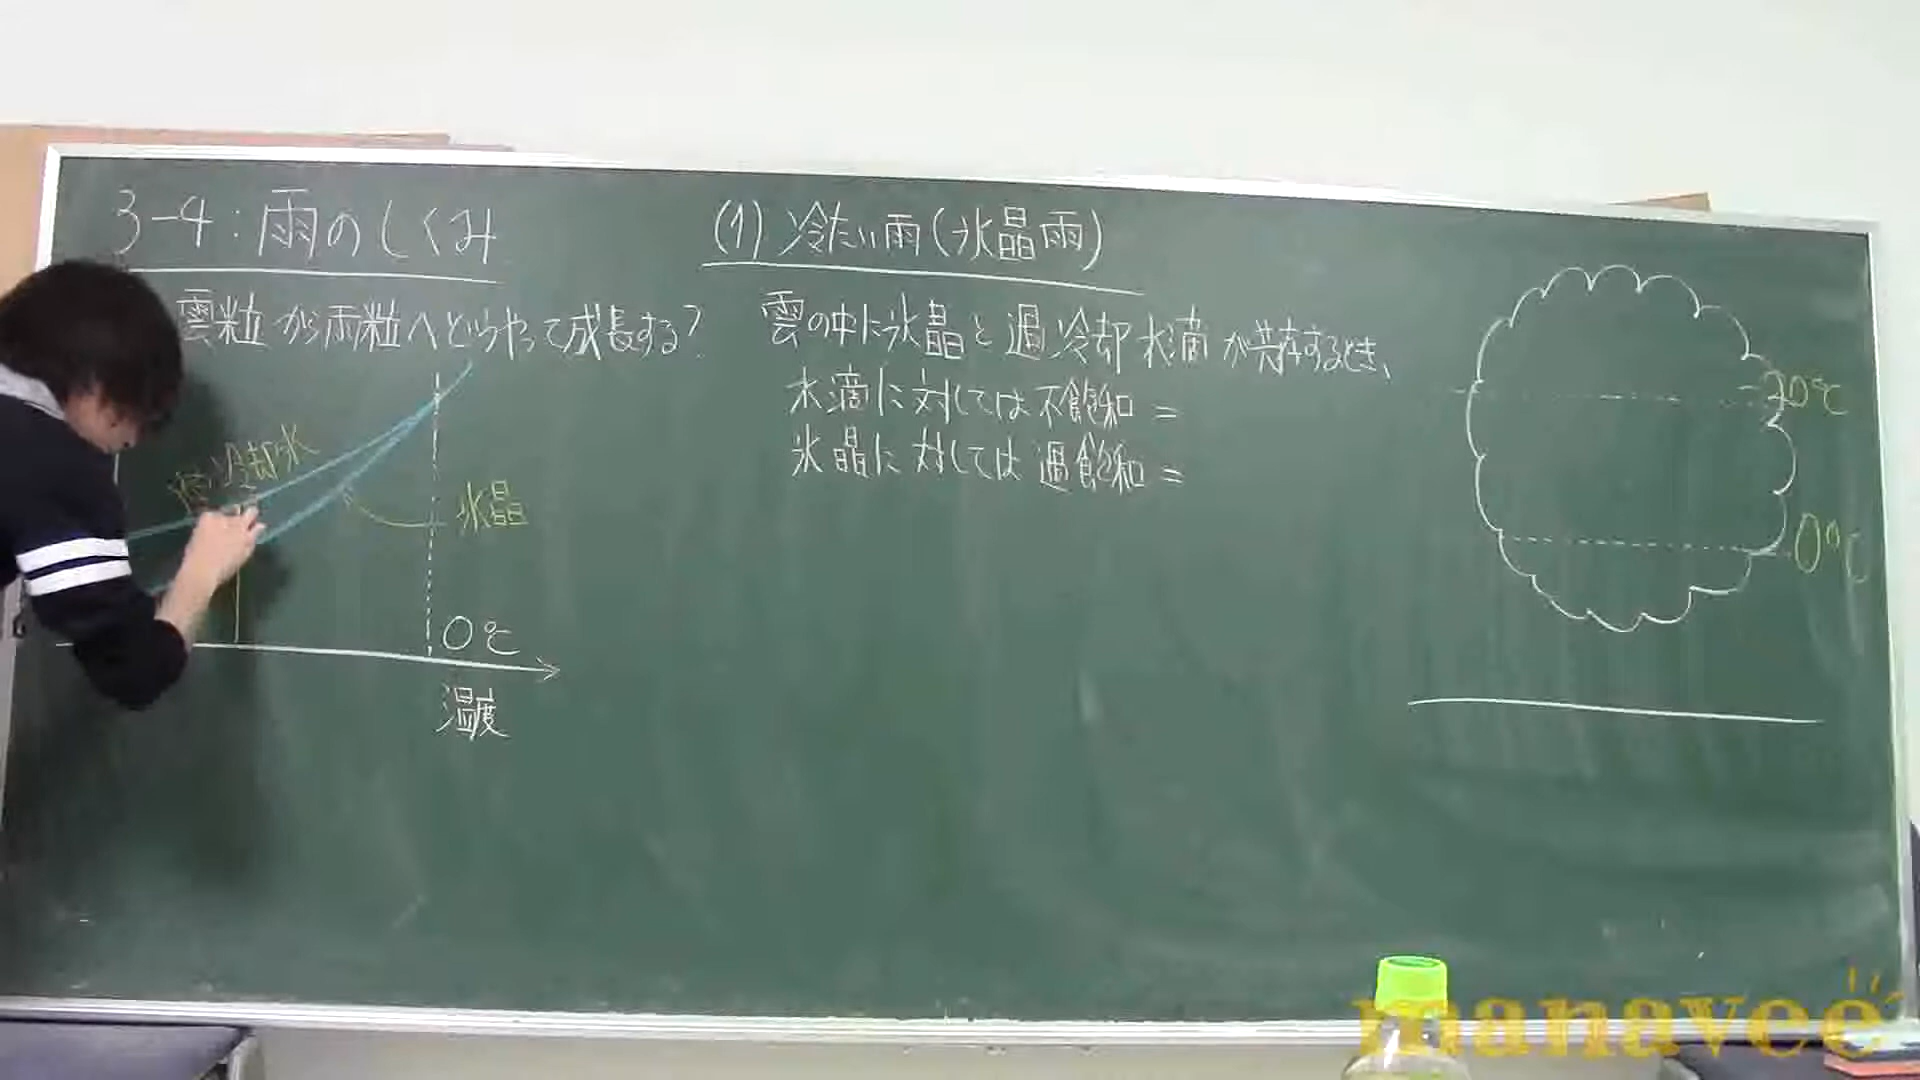 3-4:雨のしくみ
雲粒から雨粒へどうやって成長する?
過冷却水
氷晶
0℃
温度
(1) 冷たい雨(氷晶雨)
雲の中に氷晶と過冷却水滴が共存するとき、
水滴に対しては不飽和=
氷晶に対しては過飽和=
-20℃
0℃
manavee